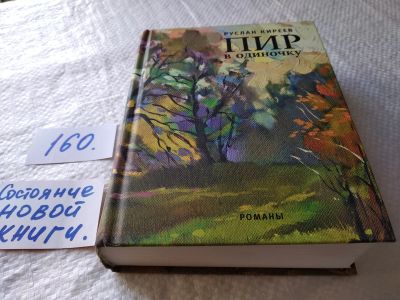 РУСЛАН КИРЕЕВ
ПИР
в одиночку
РОМАНЫ
160.
Состояние
новой
книги.